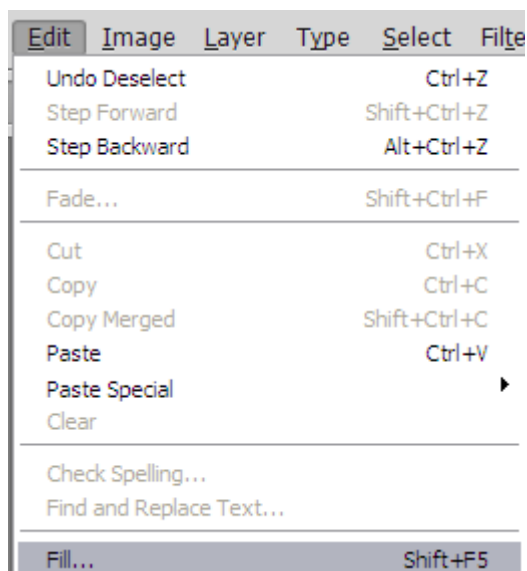 Edit Image Layer Type Select Filte
Undo Deselect Ctrl+Z
Step Forward Shift+Ctrl+Z
Step Backward Alt+Ctrl+Z
Fade... Shift+Ctrl+F
Cut Ctrl+X
Copy Ctrl+C
Copy Merged Shift+Ctrl+C
Paste Ctrl+V
Paste Special
Clear
Check Spelling...
Find and Replace Text...
Fill... Shift+F5